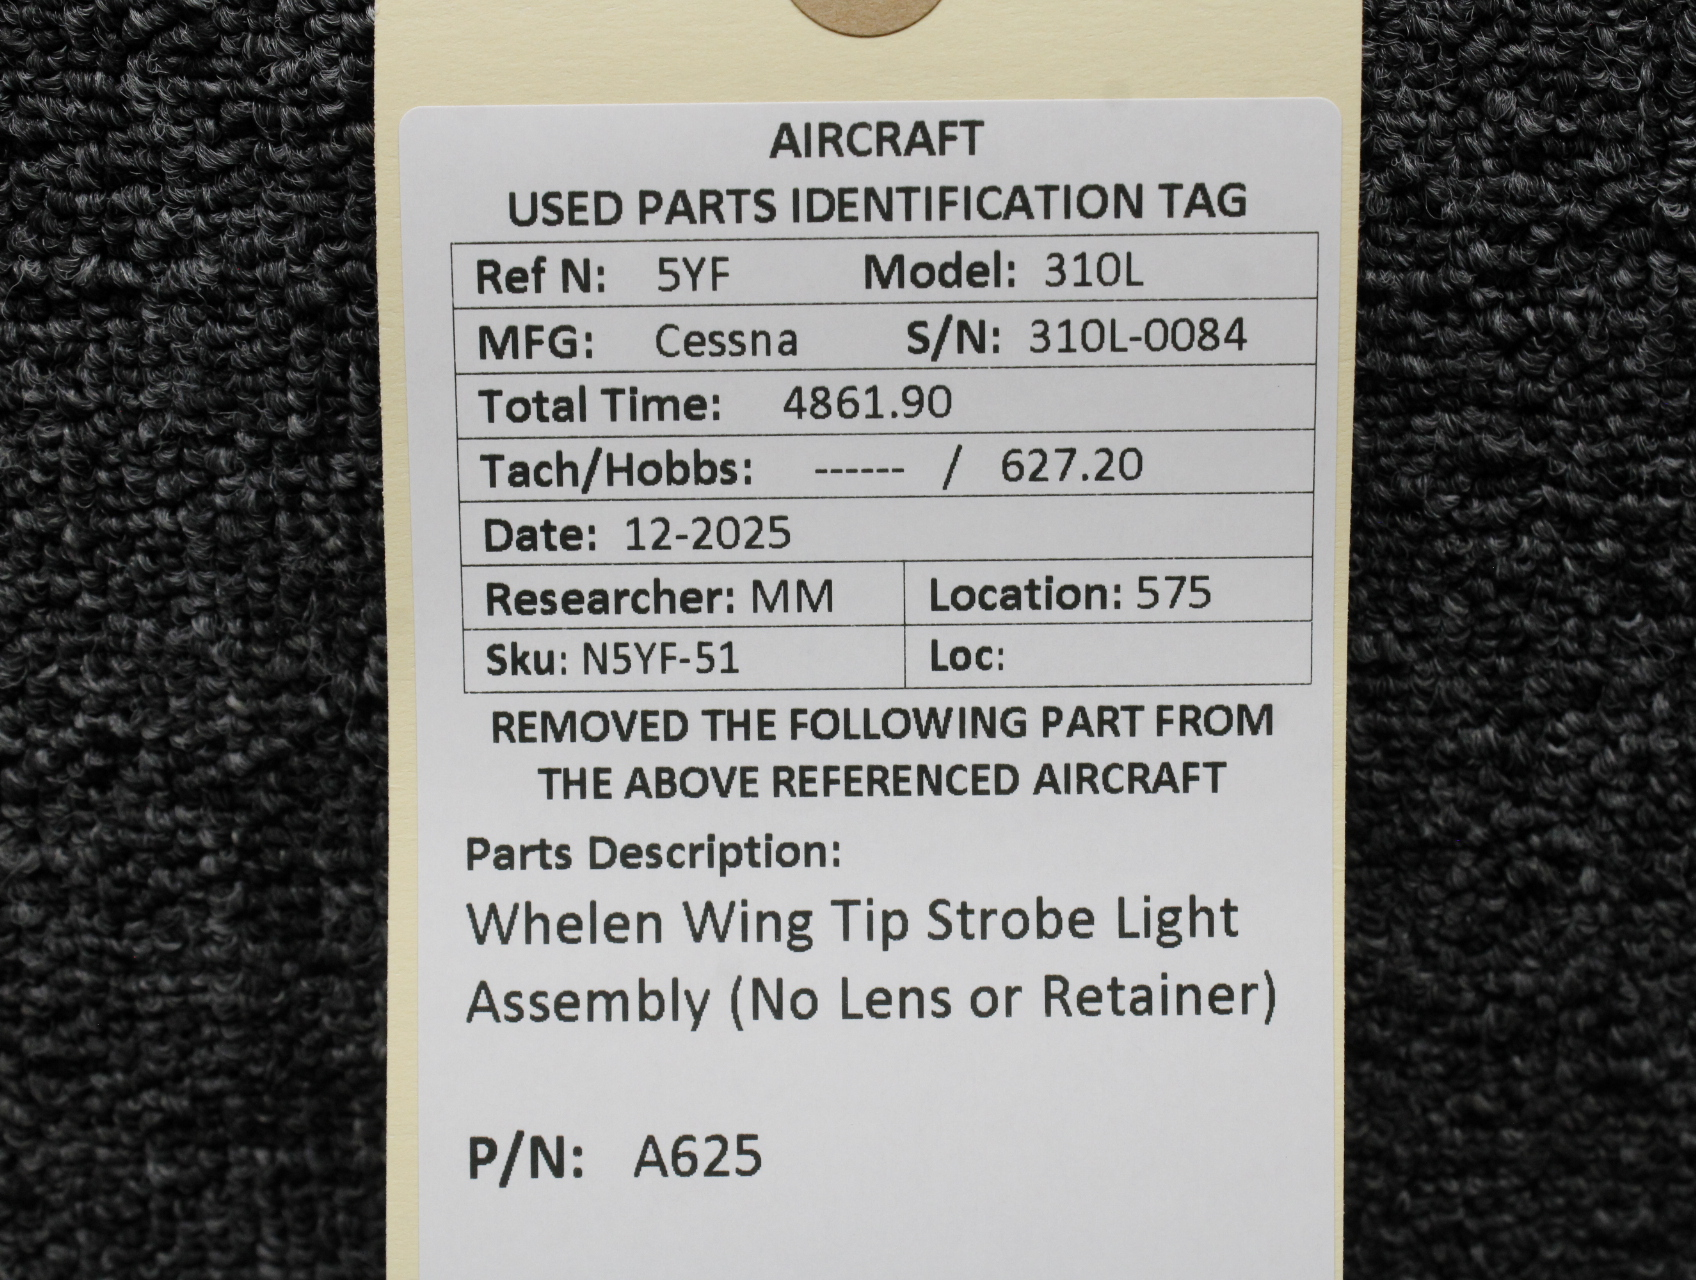 AIRCRAFT
USED PARTS IDENTIFICATION TAG
Ref N: 5YF Model: 310L
MFG: Cessna S/N: 310L-0084
Total Time: 4861.90
Tach/Hobbs: ------ / 627.20
Date: 12-2025
Researcher: MM Location: 575
Sku: N5YF-51 Loc:
REMOVED THE FOLLOWING PART FROM
THE ABOVE REFERENCED AIRCRAFT
Parts Description:
Whelen Wing Tip Strobe Light
Assembly (No Lens or Retainer)
P/N: A625